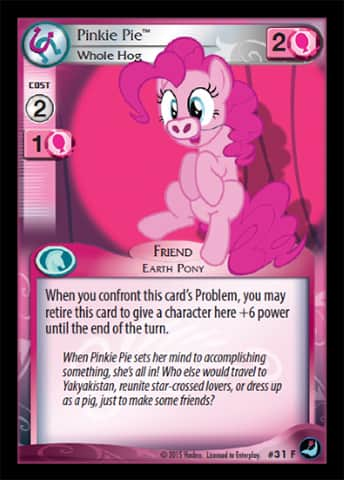 Pinkie Pie™
Whole Hog
2
COST
2
1
FRIEND
EARTH PONY
When you confront this card's Problem, you may
retire this card to give a character here +6 power
until the end of the turn.
When Pinkie Pie sets her mind to accomplishing
something, she's all in! Who else would travel to
Yakyakistan, reunite star-crossed lovers, or dress up
as a pig, just to make some friends?
© 2015 Hasbro. Licensed to Enterplay. #31 F